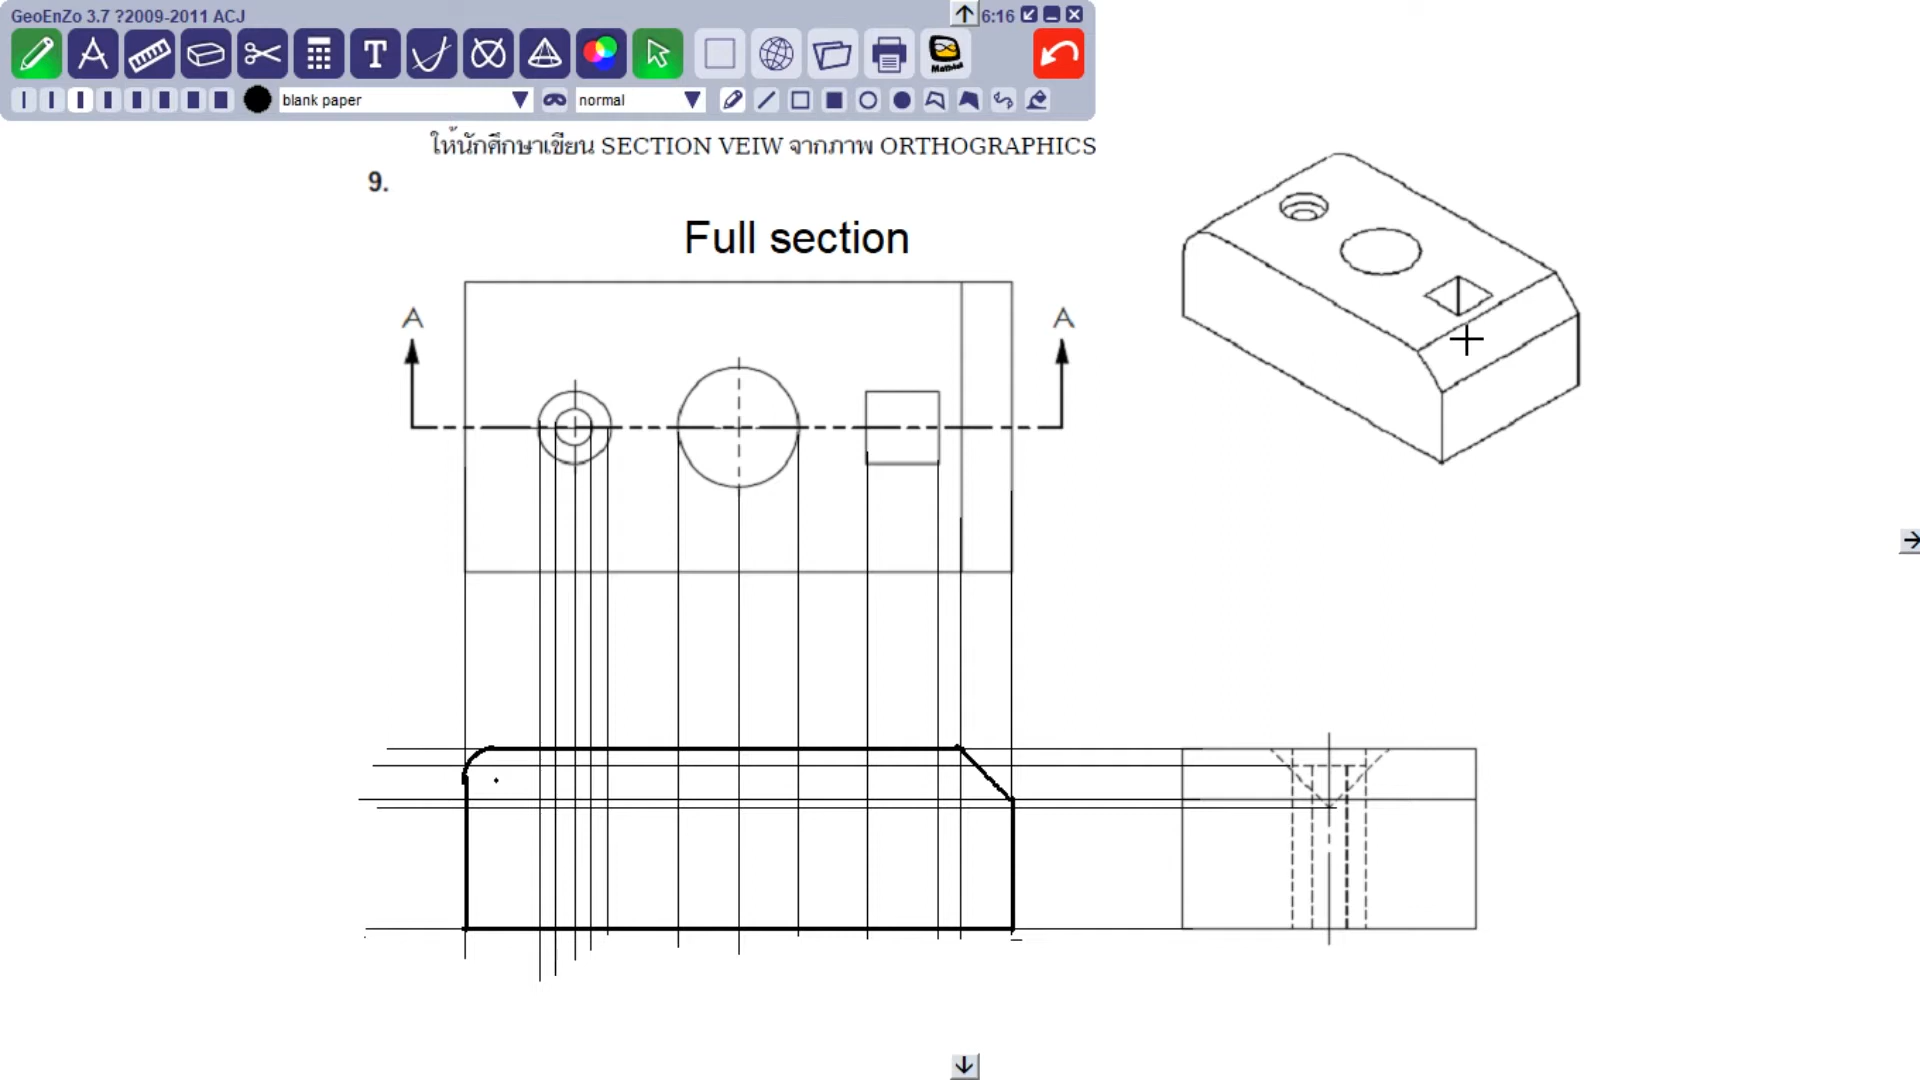 GeoEnZo 3.7 ?2009-2011 ACJ
6:16
T
Mathlet
blank paper
normal
ให้นักศึกษาเขียน SECTION VEIW จากภาพ ORTHOGRAPHICS
9.
Full section
A A